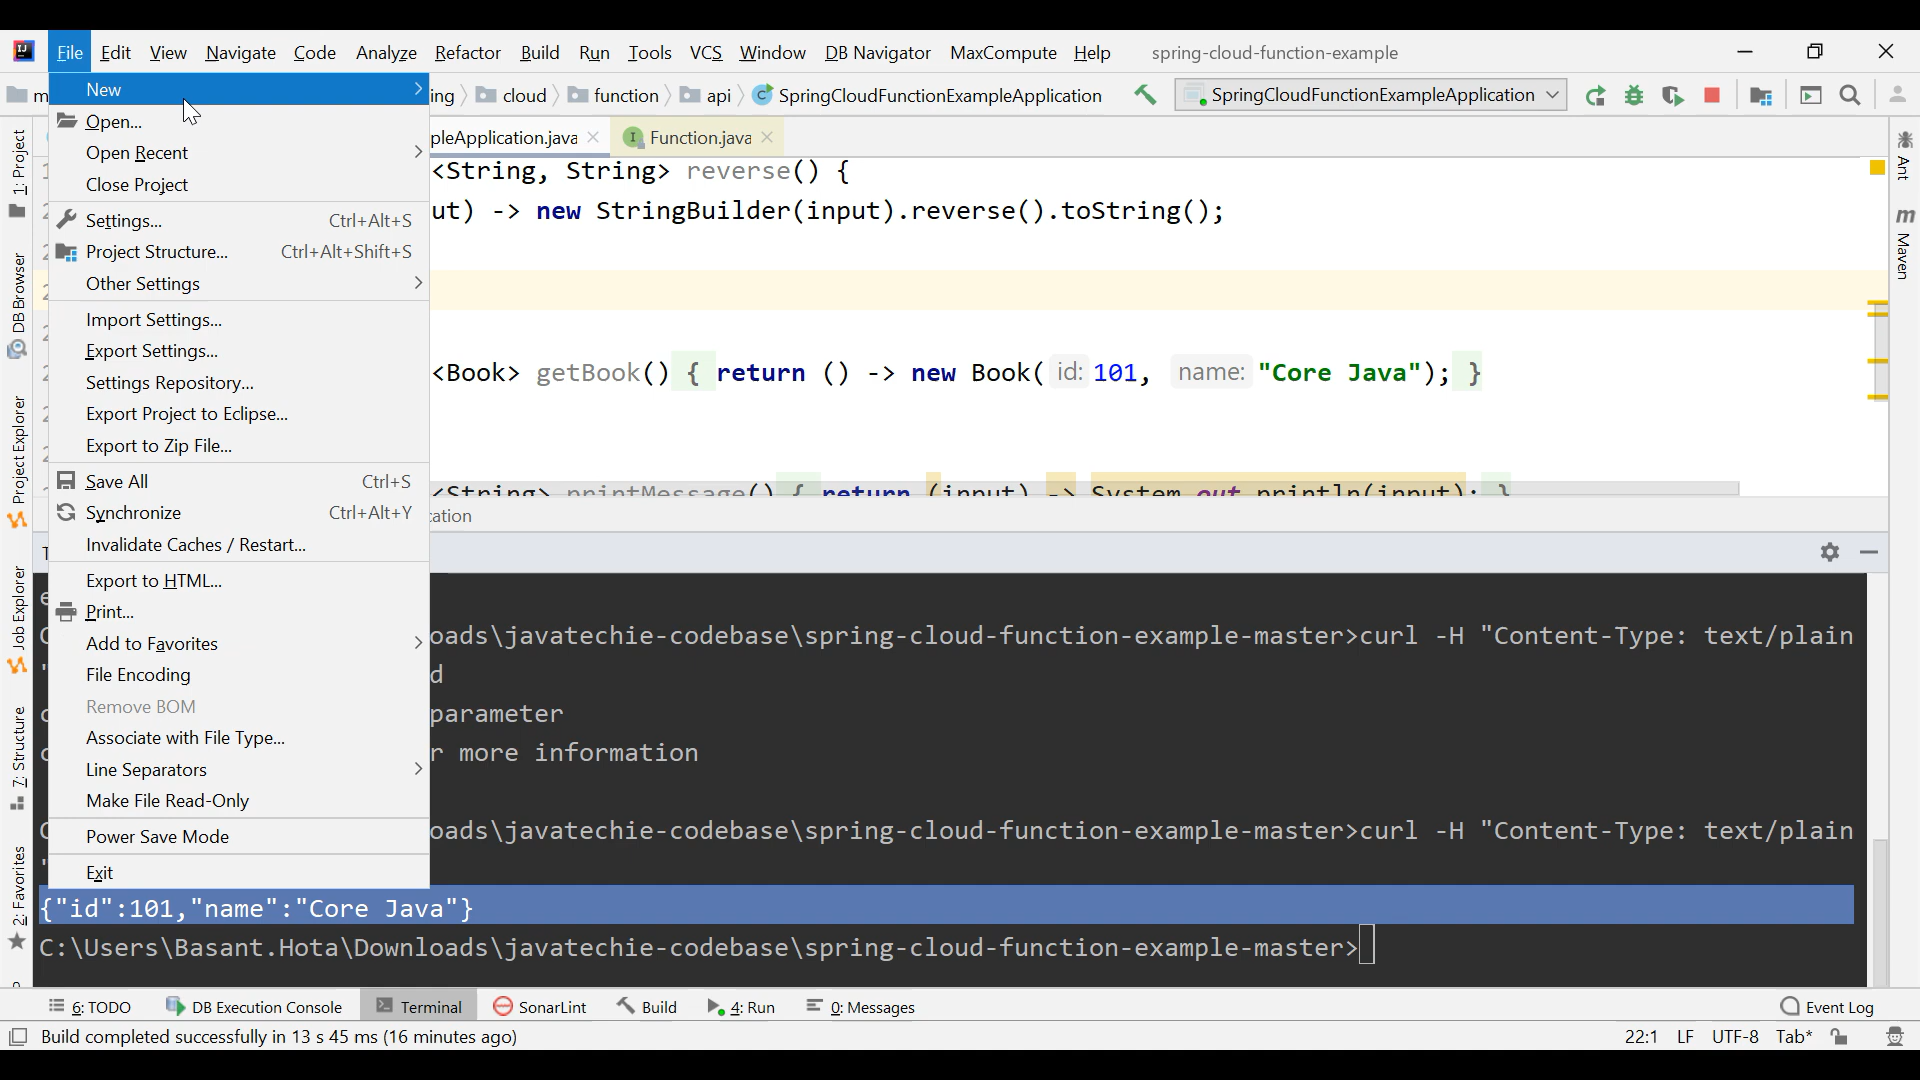 File Edit View Navigate Code Analyze Refactor Build Run Tools VCS Window DB Navigator MaxCompute Help spring-cloud-function-example
m ing cloud function api SpringCloudFunctionExampleApplication SpringCloudFunctionExampleApplication
pleApplication.java Function.java
New
Open...
Open Recent
Close Project
Settings... Ctrl+Alt+S
Project Structure... Ctrl+Alt+Shift+S
Other Settings
Import Settings...
Export Settings...
Settings Repository...
Export Project to Eclipse...
Export to Zip File...
Save All Ctrl+S
Synchronize Ctrl+Alt+Y
Invalidate Caches / Restart...
Export to HTML...
Print...
Add to Favorites
File Encoding
Remove BOM
Associate with File Type...
Line Separators
Make File Read-Only
Power Save Mode
Exit
1: Project
DB Browser
Project Explorer
Job Explorer
7: Structure
2: Favorites
<String, String> reverse() {
ut) -> new StringBuilder(input).reverse().toString();
<Book> getBook() { return () -> new Book( id: 101, name: "Core Java"); }
<String> printMessage() { return (input) -> System.out.println(input); }
cation
Ant
Maven
oads\javatechie-codebase\spring-cloud-function-example-master>curl -H "Content-Type: text/plain
d
parameter
r more information
oads\javatechie-codebase\spring-cloud-function-example-master>curl -H "Content-Type: text/plain
{"id":101,"name":"Core Java"}
C:\Users\Basant.Hota\Downloads\javatechie-codebase\spring-cloud-function-example-master>
6: TODO DB Execution Console Terminal SonarLint Build 4: Run 0: Messages Event Log
Build completed successfully in 13 s 45 ms (16 minutes ago) 22:1 LF UTF-8 Tab*